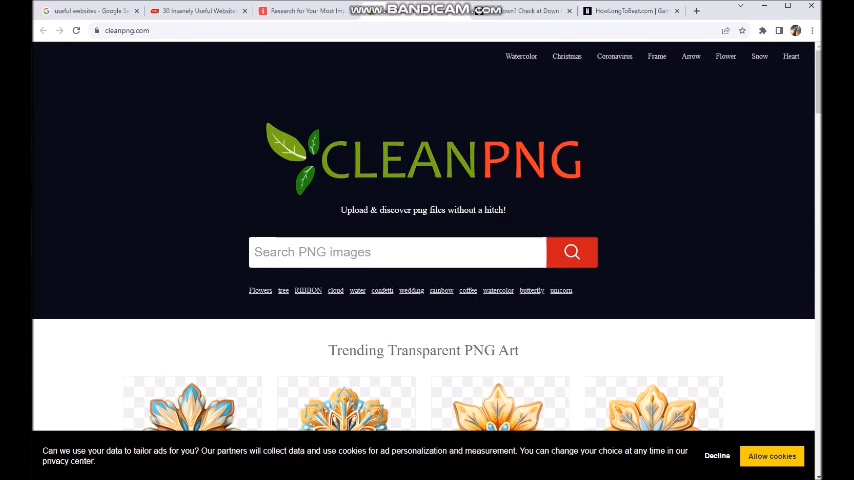 useful websites - Google Se
30 Insanely Useful Website
Research for Your Most Im
WWW.BANDICAM.COM
Down? Check at Down
HowLongToBeat.com | Gam
cleanpng.com
Watercolor Christmas Coronavirus Frame Arrow Flower Snow Heart
CLEANPNG
Upload & discover png files without a hitch!
Search PNG images
Flowers tree RIBBON cloud water confetti wedding rainbow coffee watercolor butterfly unicorn
Trending Transparent PNG Art
Can we use your data to tailor ads for you? Our partners will collect data and use cookies for ad personalization and measurement. You can change your choice at any time in our
privacy center.
Decline
Allow cookies